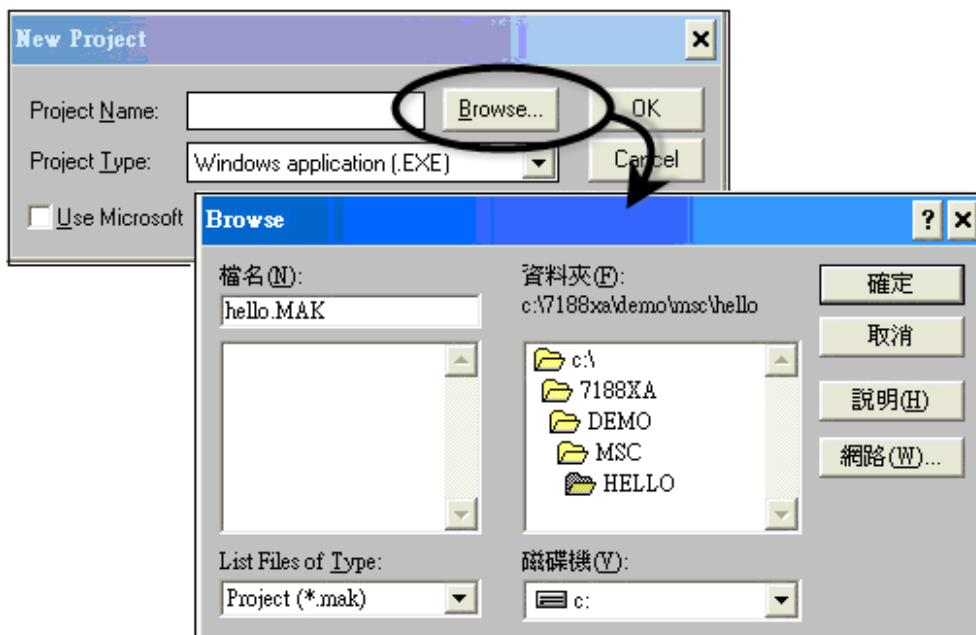 New Project
Project Name:
Browse...
OK
Project Type:
Windows application (.EXE)
Cancel
Use Microsoft
Browse
?
檔名(N):
hello.MAK
資料夾(F):
c:\7188xa\demo\msc\hello
確定
取消
c:\
7188XA
DEMO
MSC
HELLO
說明(H)
網路(W)...
List Files of Type:
Project (*.mak)
磁碟機(V):
c: